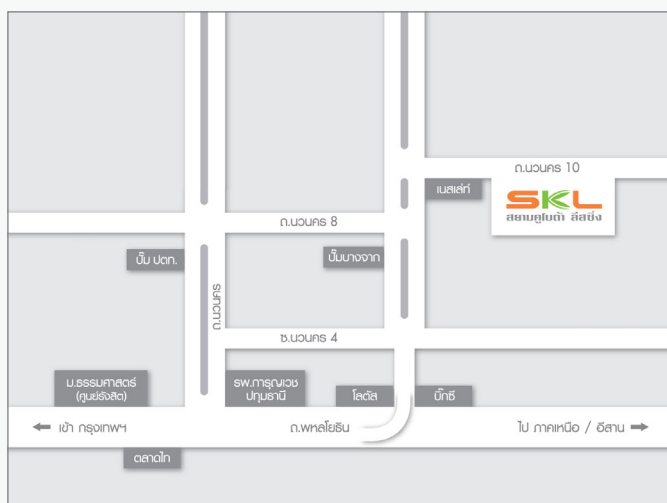 ถ.นวนคร 10
เนสเล่ท์
SKL
สยามคูโบต้า ลีสซิ่ง
ถ.นวนคร 8
ปั๊ม ปตท.
ปั๊มบางจาก
ถ.นวนคร
ซ.นวนคร 4
ม.ธรรมศาสตร์
(ศูนย์รังสิต)
รพ.การุญเวช
ปทุมธานี
โลตัส
บิ๊กซี
เข้า กรุงเทพฯ
ถ.พหลโยธิน
ไป ภาคเหนือ / อีสาน
ตลาดไท